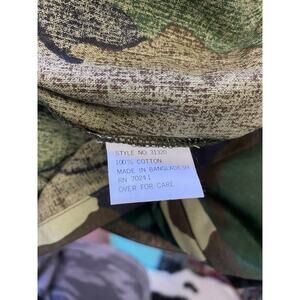 STYLE NO 31320
100% COTTON
MADE IN BANGLADESH
RN 70241
OVER FOR CARE